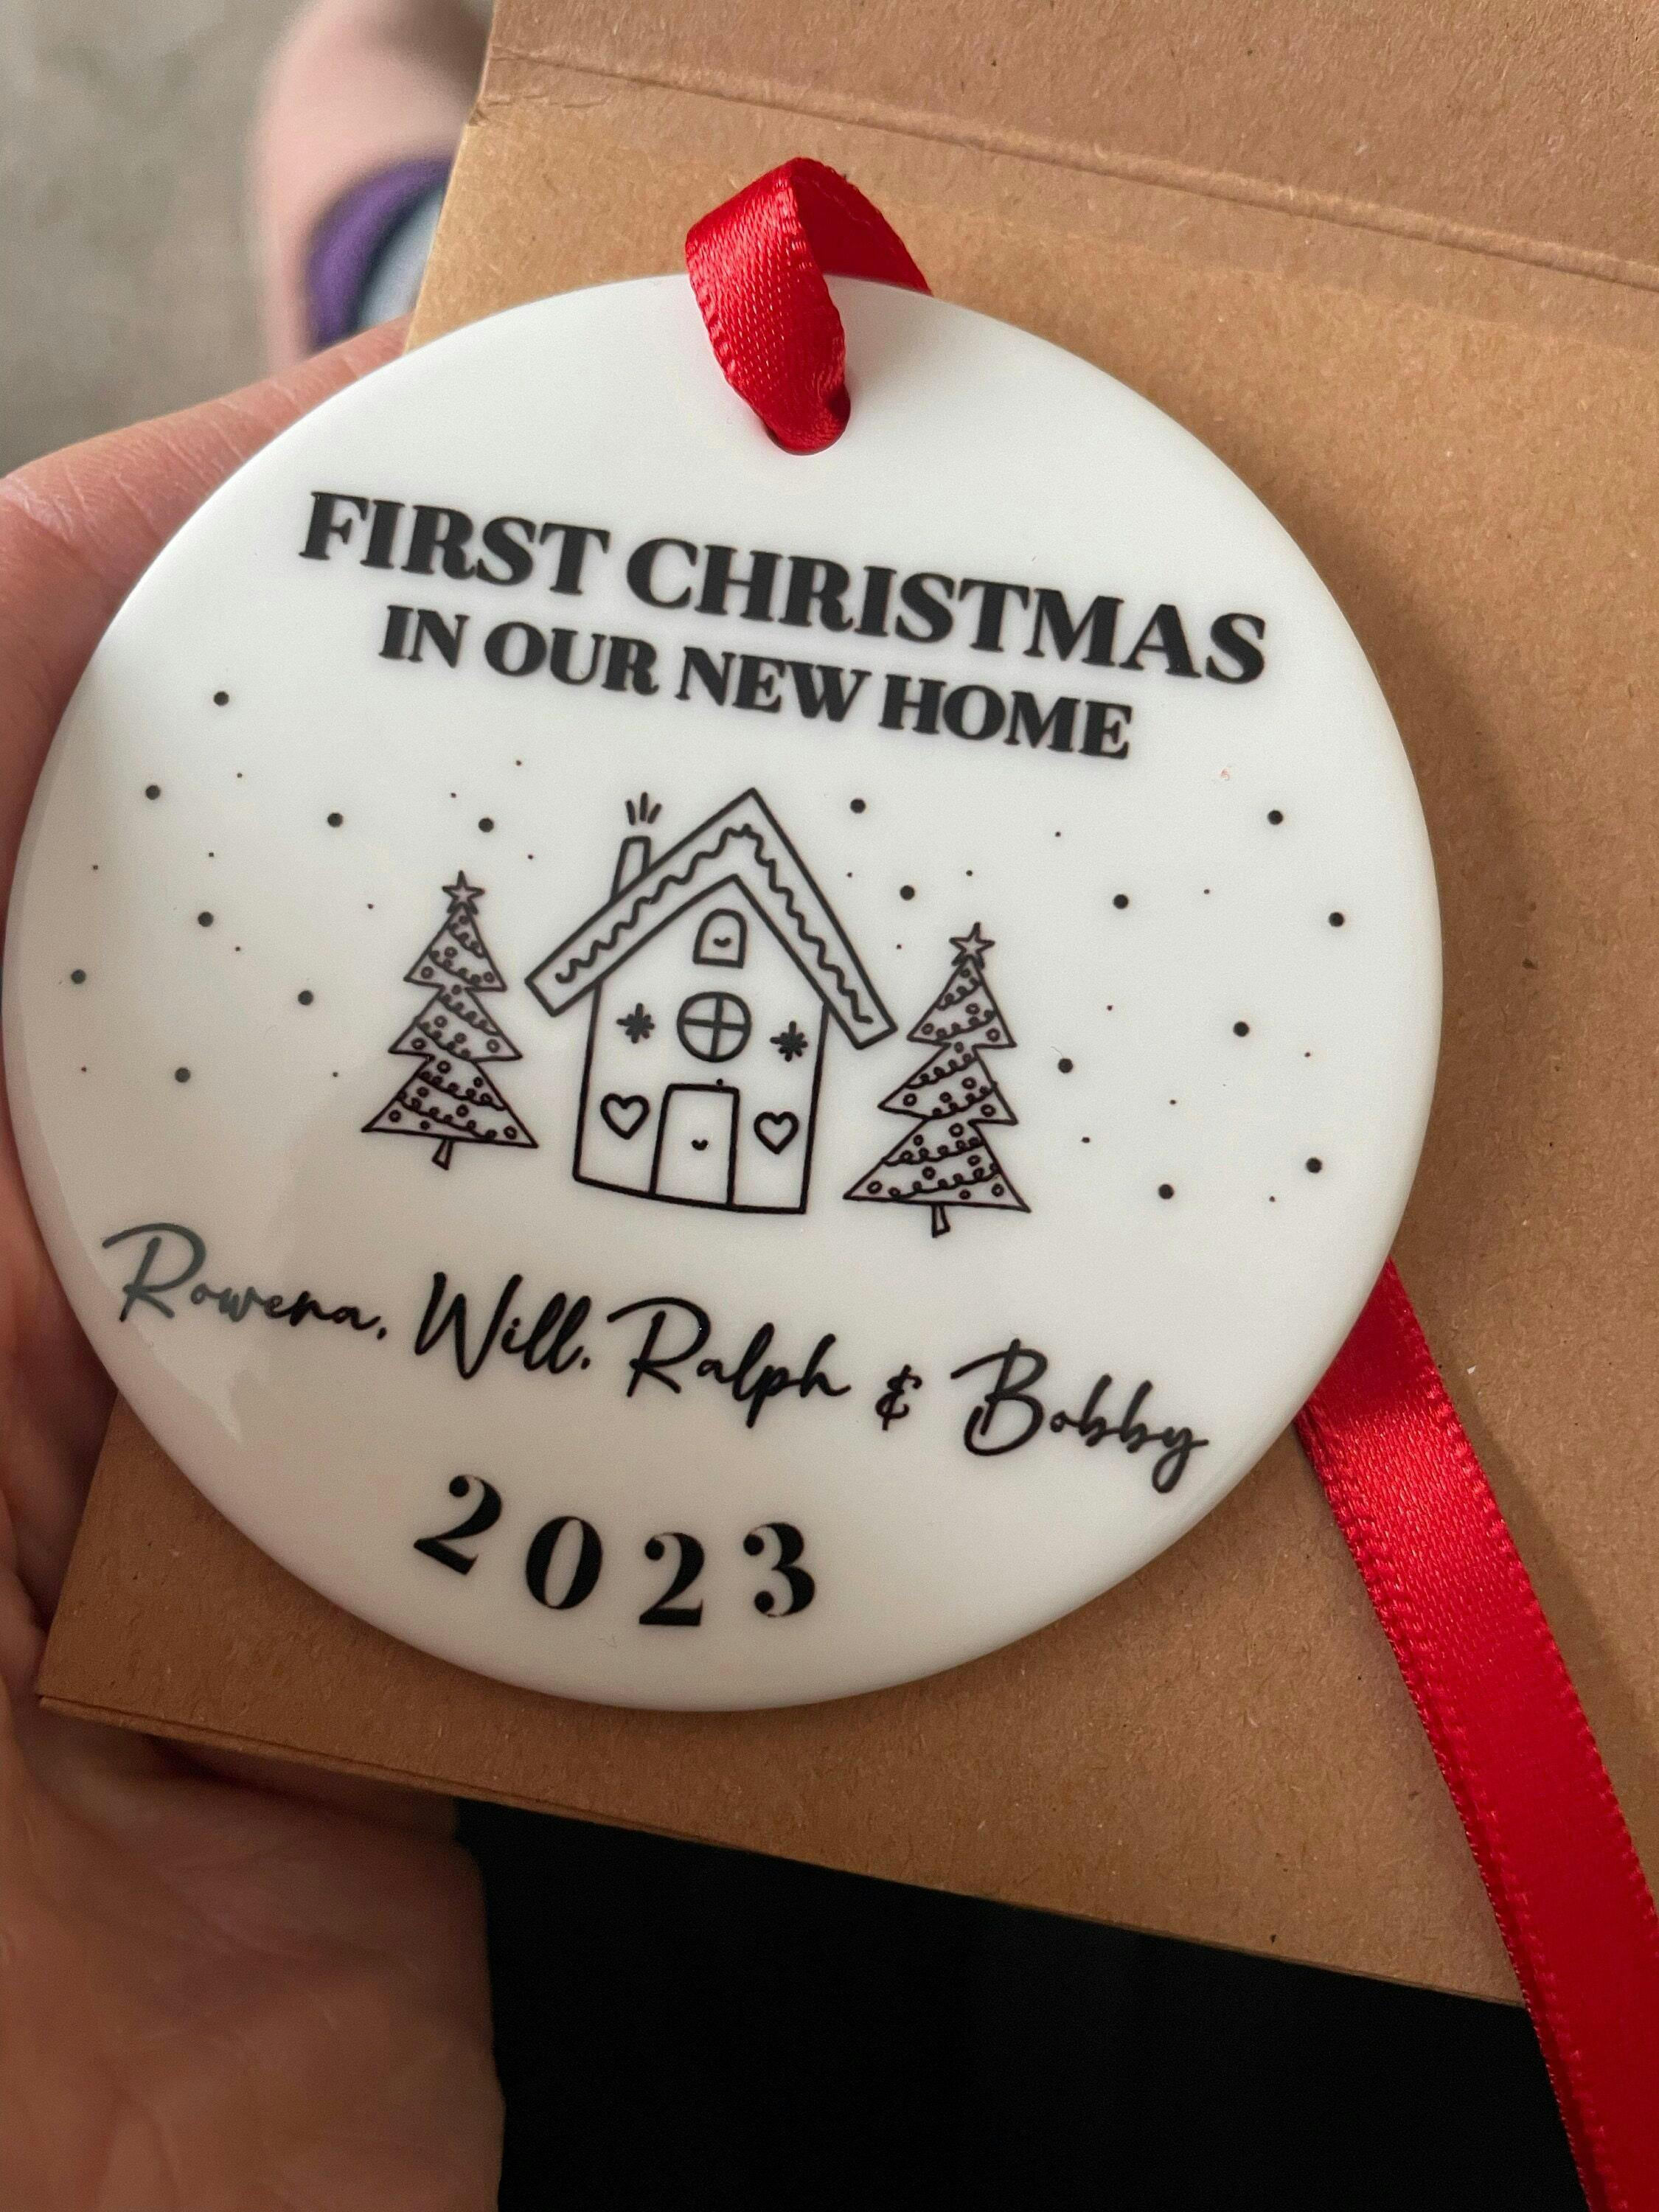 FIRST CHRISTMAS
IN OUR NEW HOME
Rowena, Will, Ralph & Bobby
2023